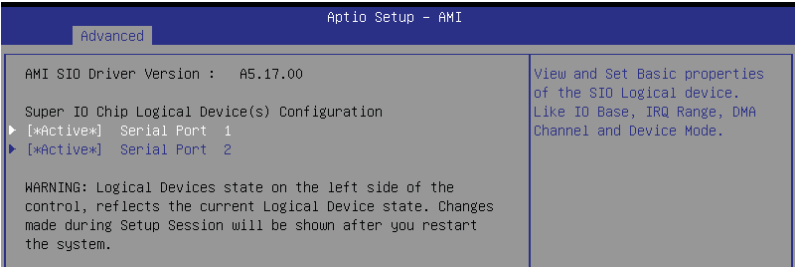 Aptio Setup – AMI
Advanced
AMI SIO Driver Version : A5.17.00
Super IO Chip Logical Device(s) Configuration
[*Active*] Serial Port 1
[*Active*] Serial Port 2
WARNING: Logical Devices state on the left side of the
control, reflects the current Logical Device state. Changes
made during Setup Session will be shown after you restart
the system.
View and Set Basic properties
of the SIO Logical device.
Like IO Base, IRQ Range, DMA
Channel and Device Mode.